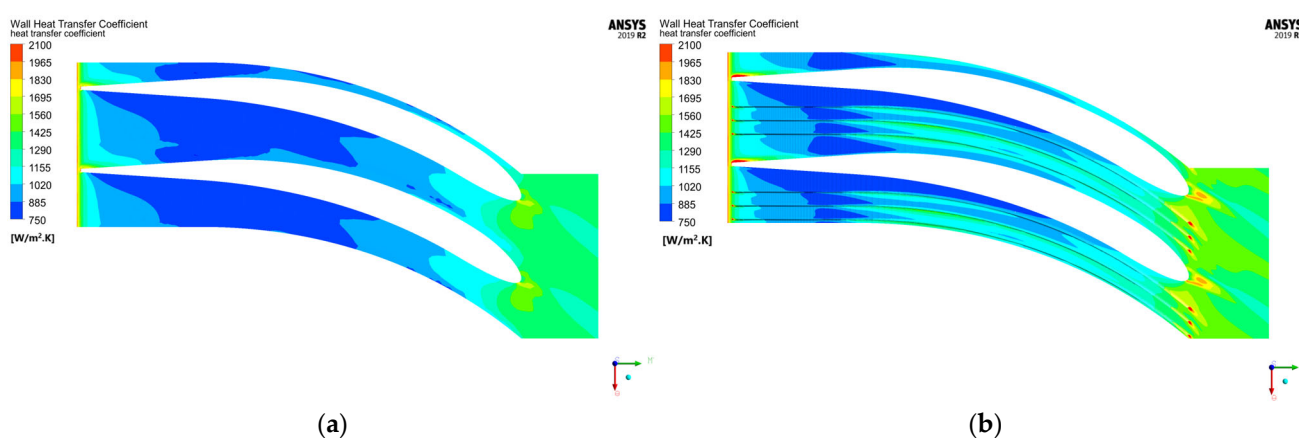 Wall Heat Transfer Coefficient
heat transfer coefficient
2100
1965
1830
1695
1560
1425
1290
1155
1020
885
750
[W/m².K]
ANSYS
2019 R2
(a)
Wall Heat Transfer Coefficient
heat transfer coefficient
2100
1965
1830
1695
1560
1425
1290
1155
1020
885
750
[W/m².K]
ANSYS
2019 R
(b)